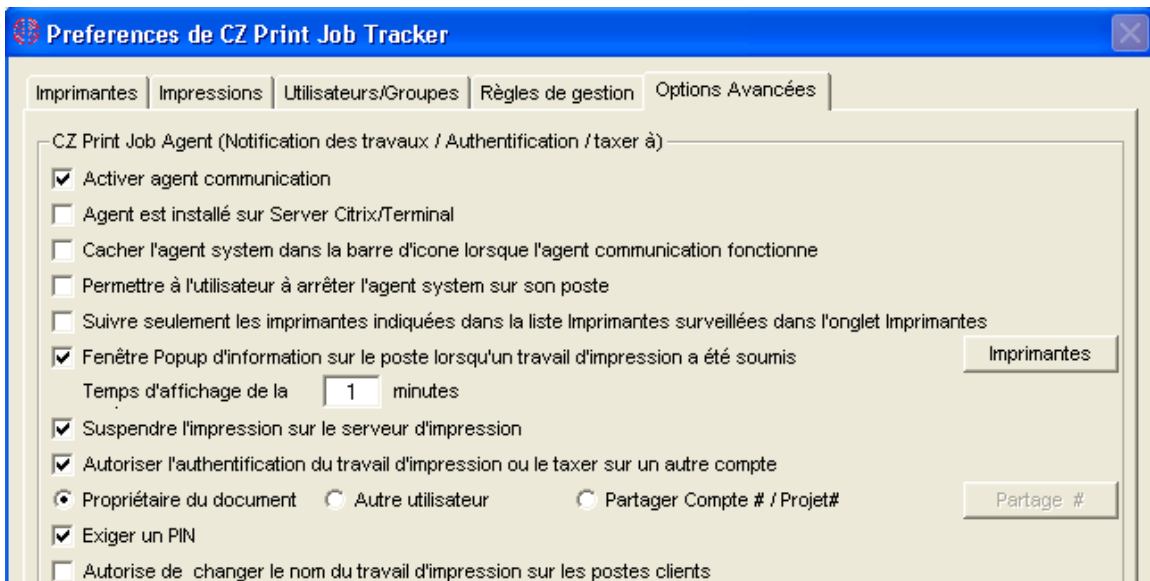 Preferences de CZ Print Job Tracker
Imprimantes Impressions Utilisateurs/Groupes Règles de gestion Options Avancées
CZ Print Job Agent (Notification des travaux / Authentification / taxer à)
Activer agent communication
Agent est installé sur Server Citrix/Terminal
Cacher l'agent system dans la barre d'icone lorsque l'agent communication fonctionne
Permettre à l'utilisateur à arrêter l'agent system sur son poste
Suivre seulement les imprimantes indiquées dans la liste Imprimantes surveillées dans l'onglet Imprimantes
Fenêtre Popup d'information sur le poste lorsqu'un travail d'impression a été soumis Imprimantes
Temps d'affichage de la 1 minutes
Suspendre l'impression sur le serveur d'impression
Autoriser l'authentification du travail d'impression ou le taxer sur un autre compte
Propriétaire du document Autre utilisateur Partager Compte # / Projet# Partage #
Exiger un PIN
Autorise de changer le nom du travail d'impression sur les postes clients